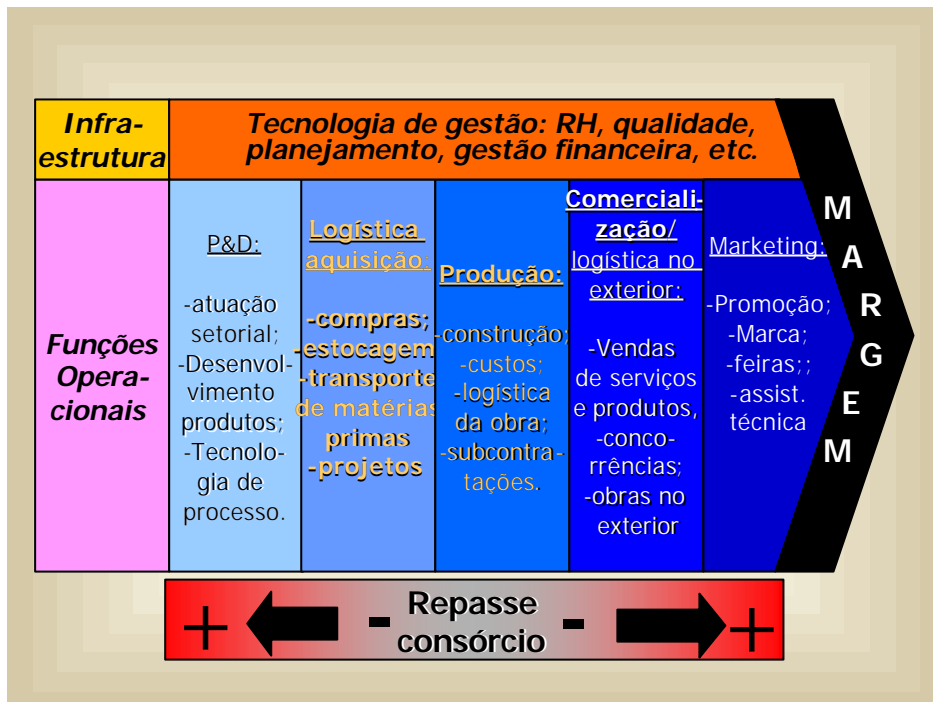 Infra-
estrutura
Tecnologia de gestão: RH, qualidade,
planejamento, gestão financeira, etc.
Funções
Opera-
cionais
P&D:
-atuação
setorial;
-Desenvol-
vimento
produtos;
-Tecnolo-
gia de
processo.
Logística
aquisição:
-compras;
-estocagem
-transporte
de matérias
primas
-projetos
Produção:
-construção;
-custos;
-logística
da obra;
-subcontra-
tações.
Comerciali-
zação/
logística no
exterior:
-Vendas
de serviços
e produtos,
-conco-
rrências;
-obras no
exterior
Marketing:
-Promoção;
-Marca;
-feiras;;
-assist.
técnica
M
A
R
G
E
M
+ - Repasse - +
consórcio